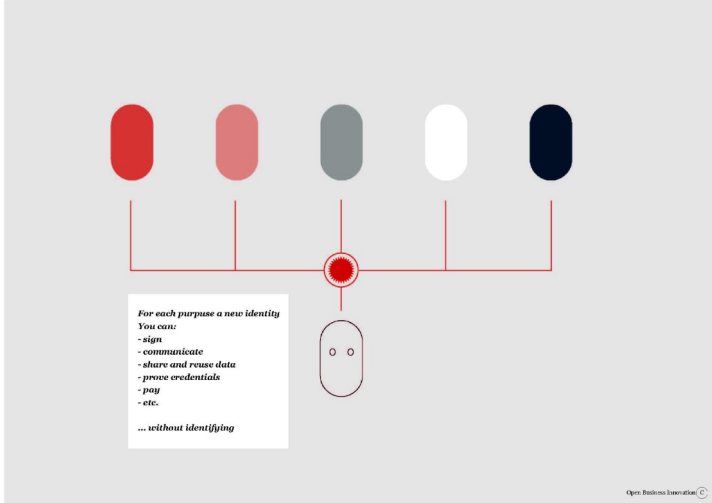 For each purpuse a new identity
You can:
- sign
- communicate
- share and reuse data
- prove credentials
- pay
- etc.
... without identifying
Open Business Innovation C